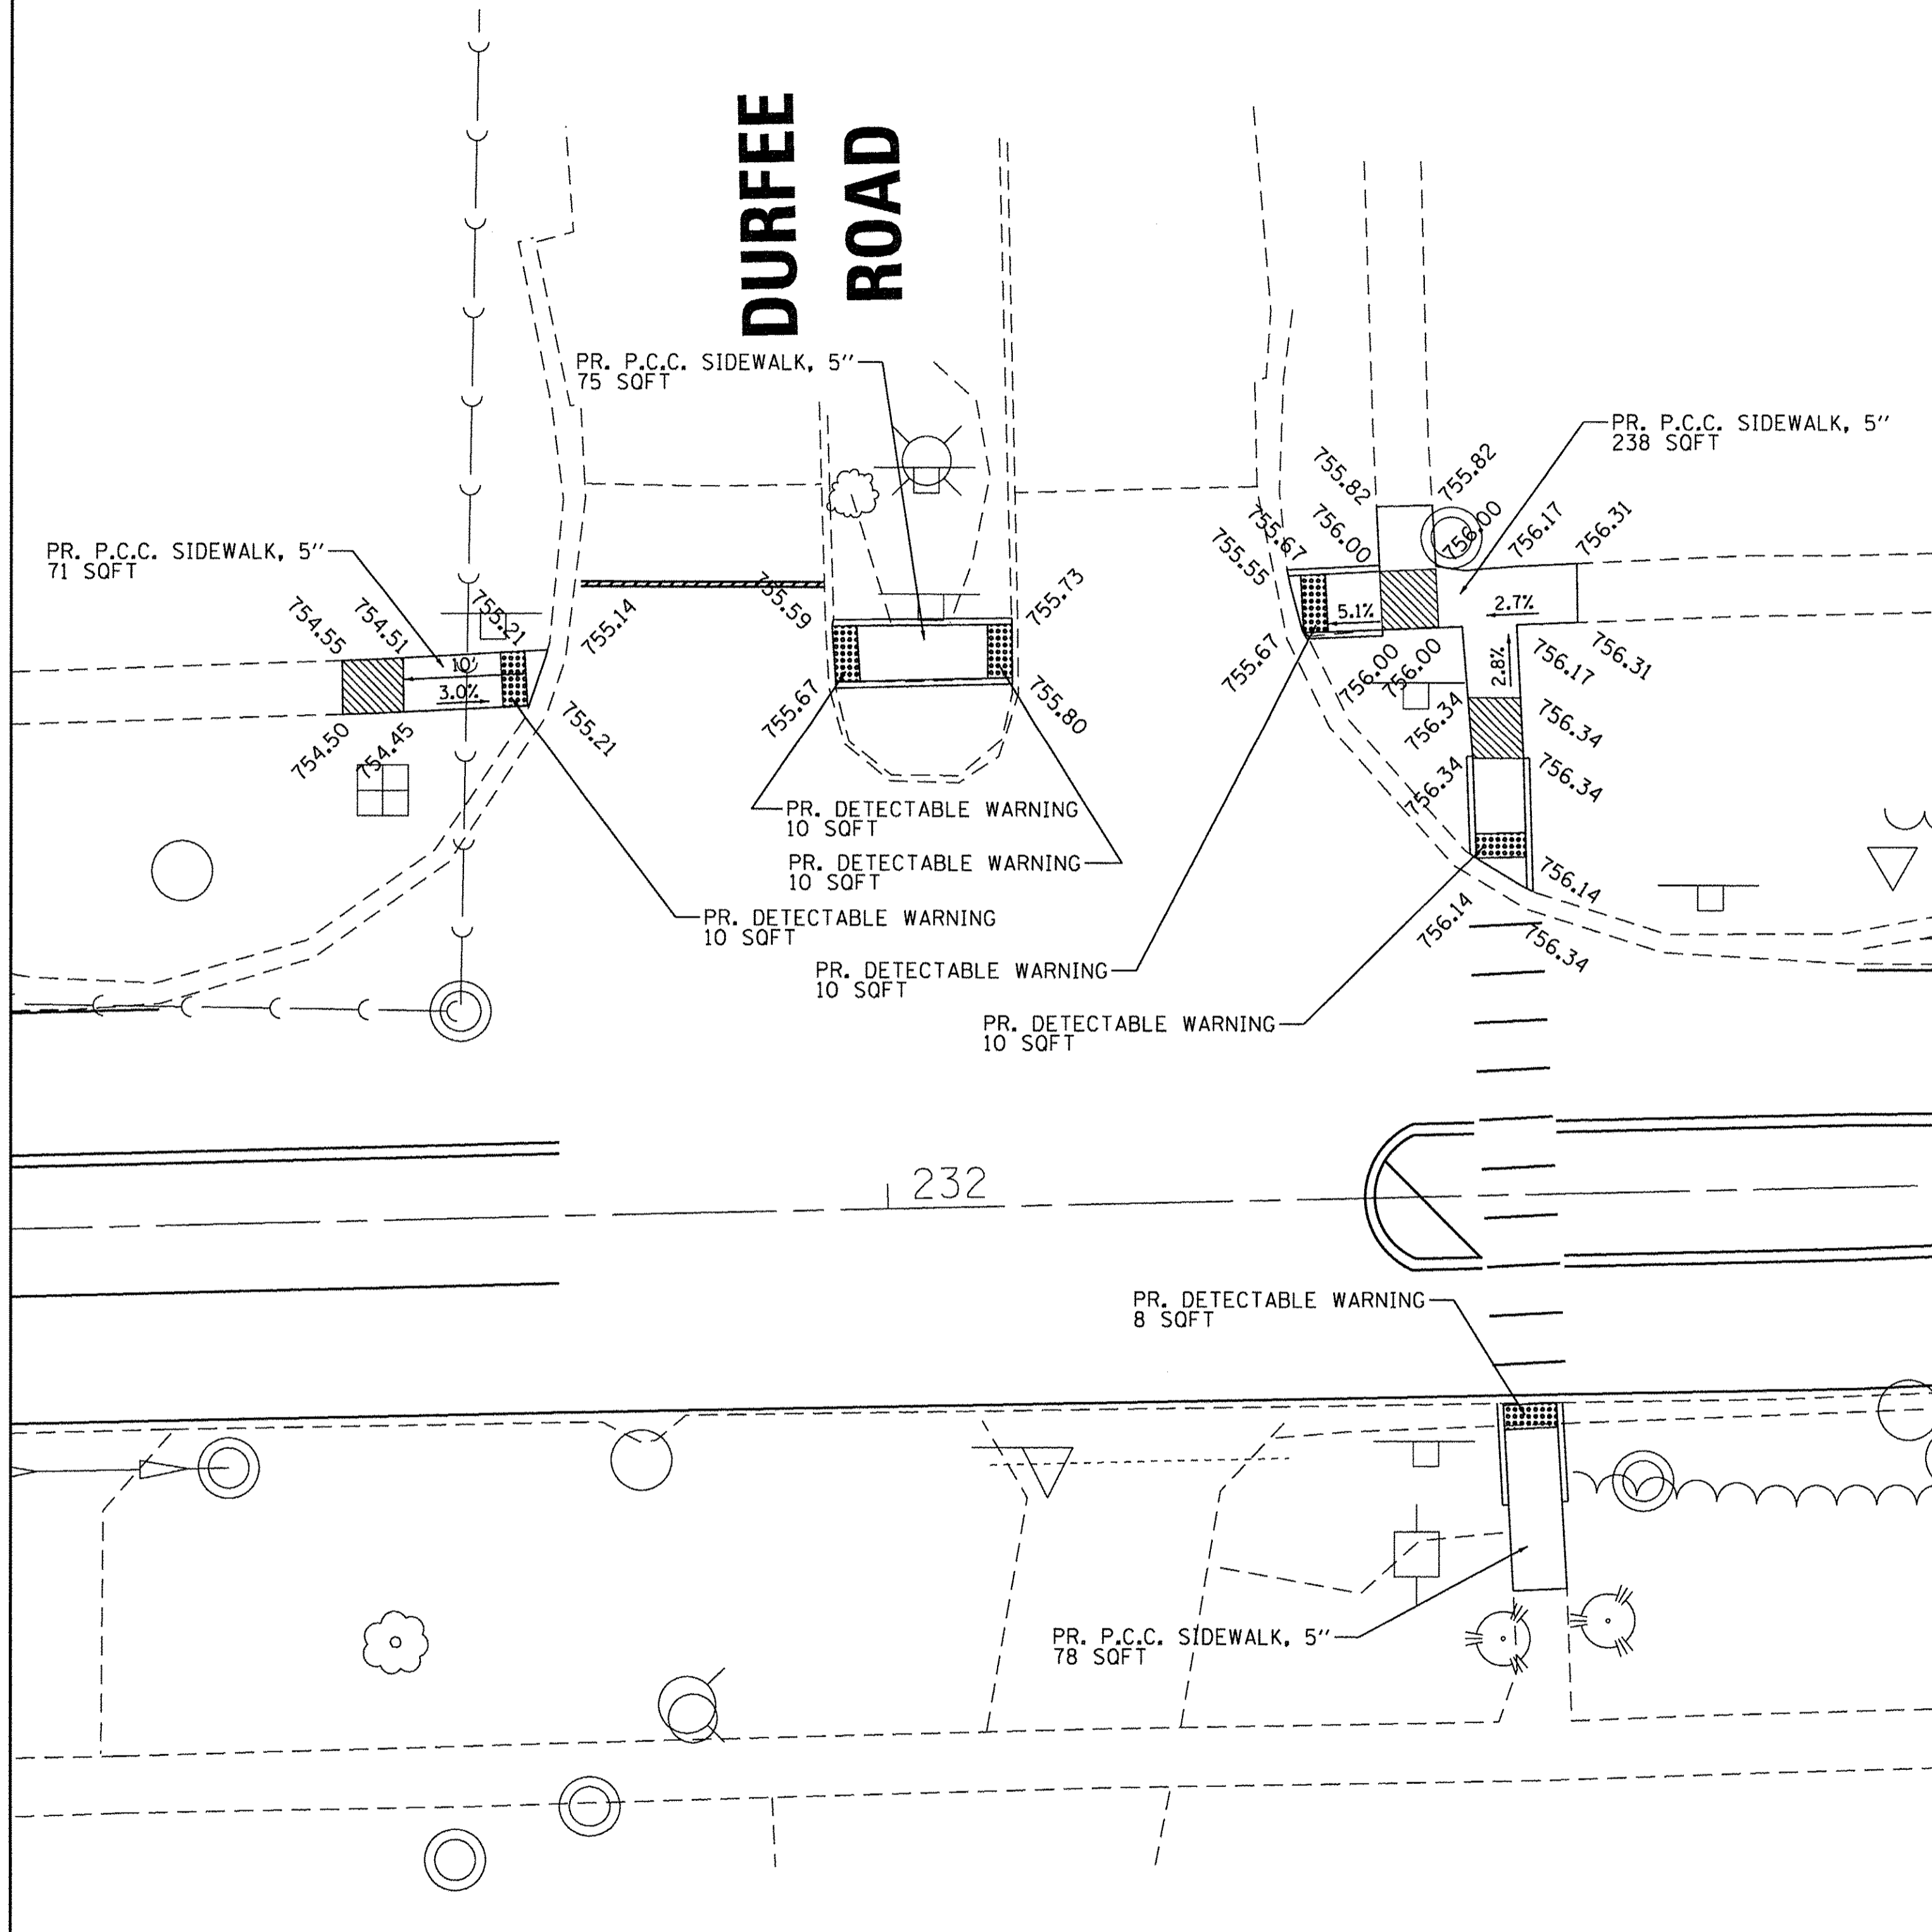 DURFEE
ROAD
PR. P.C.C. SIDEWALK, 5"
75 SQFT
PR. P.C.C. SIDEWALK, 5"
238 SQFT
PR. P.C.C. SIDEWALK, 5"
71 SQFT
755.82
755.82
755.67
756.00
756.00
756.17
756.31
755.55
754.55
754.51
755.21
755.14
755.59
755.73
10'
3.0%
5.1%
2.7%
2.8%
754.50
754.45
755.21
755.67
755.80
755.67
756.00
756.00
756.17
756.31
756.34
756.34
756.34
756.34
PR. DETECTABLE WARNING
10 SQFT
PR. DETECTABLE WARNING
10 SQFT
PR. DETECTABLE WARNING
10 SQFT
756.14
756.14
756.34
PR. DETECTABLE WARNING
10 SQFT
PR. DETECTABLE WARNING
10 SQFT
232
PR. DETECTABLE WARNING
8 SQFT
PR. P.C.C. SIDEWALK, 5"
78 SQFT